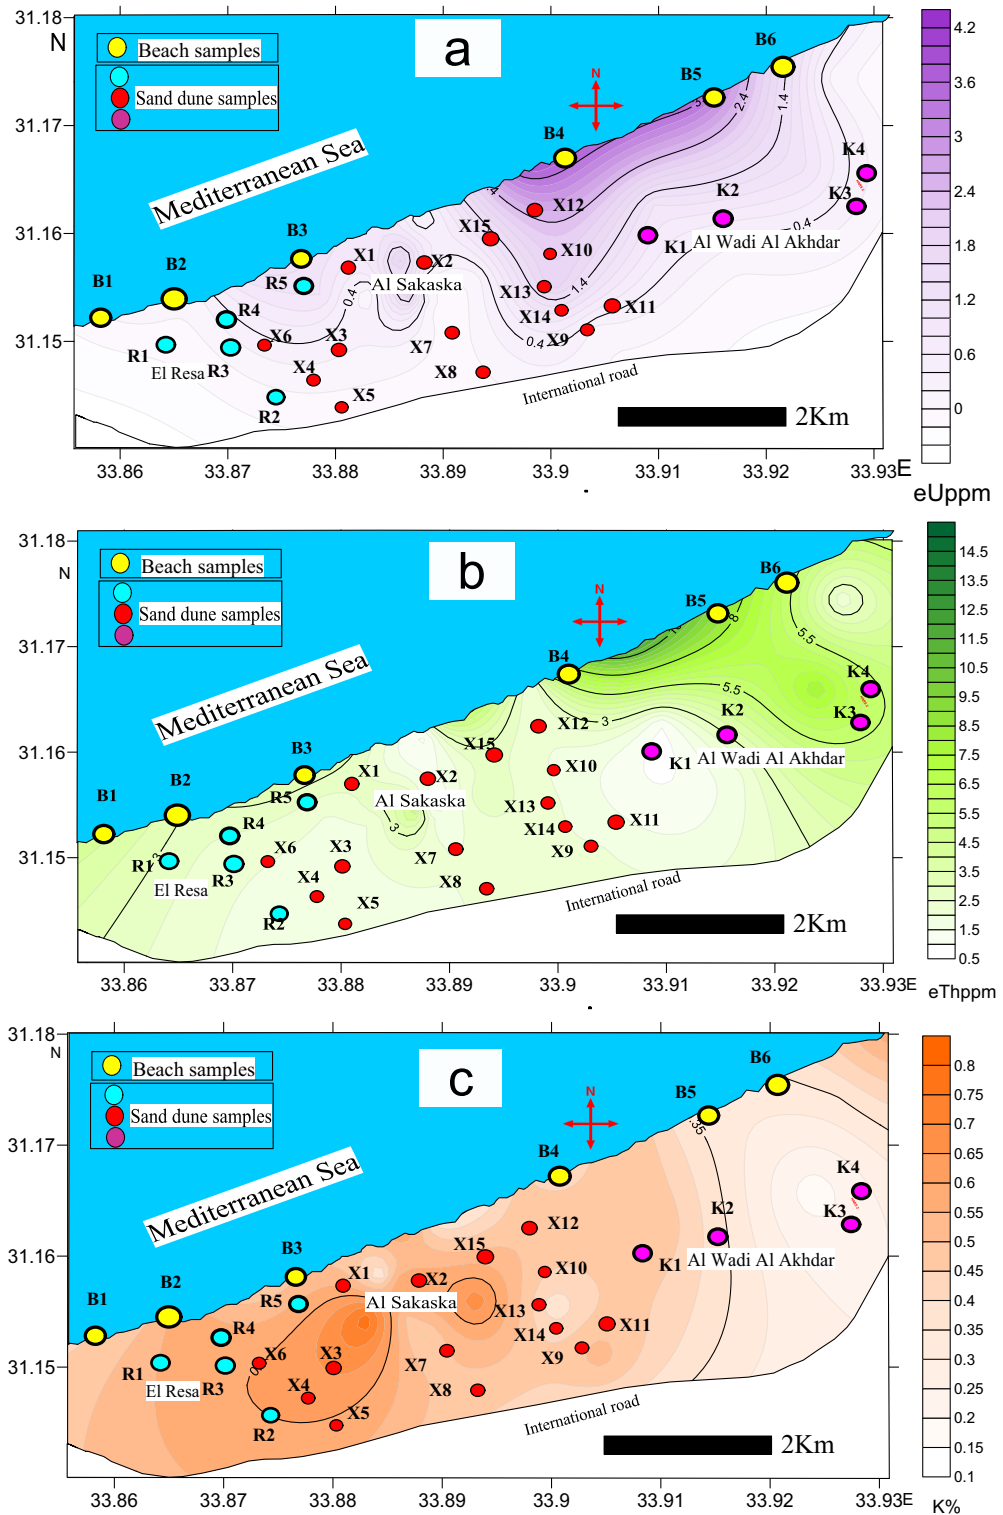 31.18
N
a
Beach samples
Sand dune samples
N
B6
B5
B4
3
2.4
1.4
31.17
Mediterranean Sea
K4
K3
K2
K1
Al Wadi Al Akhdar
0.4
X12
X15
X10
31.16
B3
X1
X2
R5
Al Sakaska
0.4
X13
1.4
X14
X11
B1
B2
R4
X6
X3
X7
X9
0.4
31.15
R1
El Resa
R3
X4
X8
R2
X5
International road
2Km
33.86
33.87
33.88
33.89
33.9
33.91
33.92
33.93
E
4.2
3.6
3
2.4
1.8
1.2
0.6
0
eUppm
31.18
N
b
Beach samples
Sand dune samples
N
B6
B5
B4
8
5.5
31.17
Mediterranean Sea
K4
K3
5.5
K2
3
K1
Al Wadi Al Akhdar
X12
X15
X10
31.16
B3
X1
X2
R5
Al Sakaska
3
X13
X14
X11
B1
B2
R4
X6
X3
X7
X9
31.15
3
R1
El Resa
R3
X4
X8
R2
X5
International road
2Km
33.86
33.87
33.88
33.89
33.9
33.91
33.92
33.93E
14.5
13.5
12.5
11.5
10.5
9.5
8.5
7.5
6.5
5.5
4.5
3.5
2.5
1.5
0.5
eThppm
31.18
N
c
Beach samples
Sand dune samples
N
B6
B5
B4
.35
31.17
Mediterranean Sea
K4
K3
K2
K1
Al Wadi Al Akhdar
X12
X15
X10
31.16
B3
X1
X2
R5
Al Sakaska
X13
X14
X11
B1
B2
R4
X6
X3
X7
X9
31.15
R1
El Resa
R3
X4
X8
R2
X5
International road
2Km
33.86
33.87
33.88
33.89
33.9
33.91
33.92
33.93E
0.8
0.75
0.7
0.65
0.6
0.55
0.5
0.45
0.4
0.35
0.3
0.25
0.2
0.15
0.1
K%